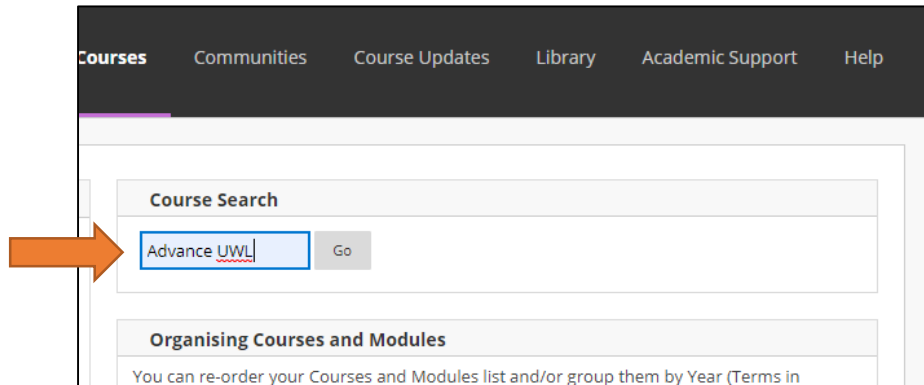 Courses Communities Course Updates Library Academic Support Help
Course Search
Advance UWL Go
Organising Courses and Modules
You can re-order your Courses and Modules list and/or group them by Year (Terms in